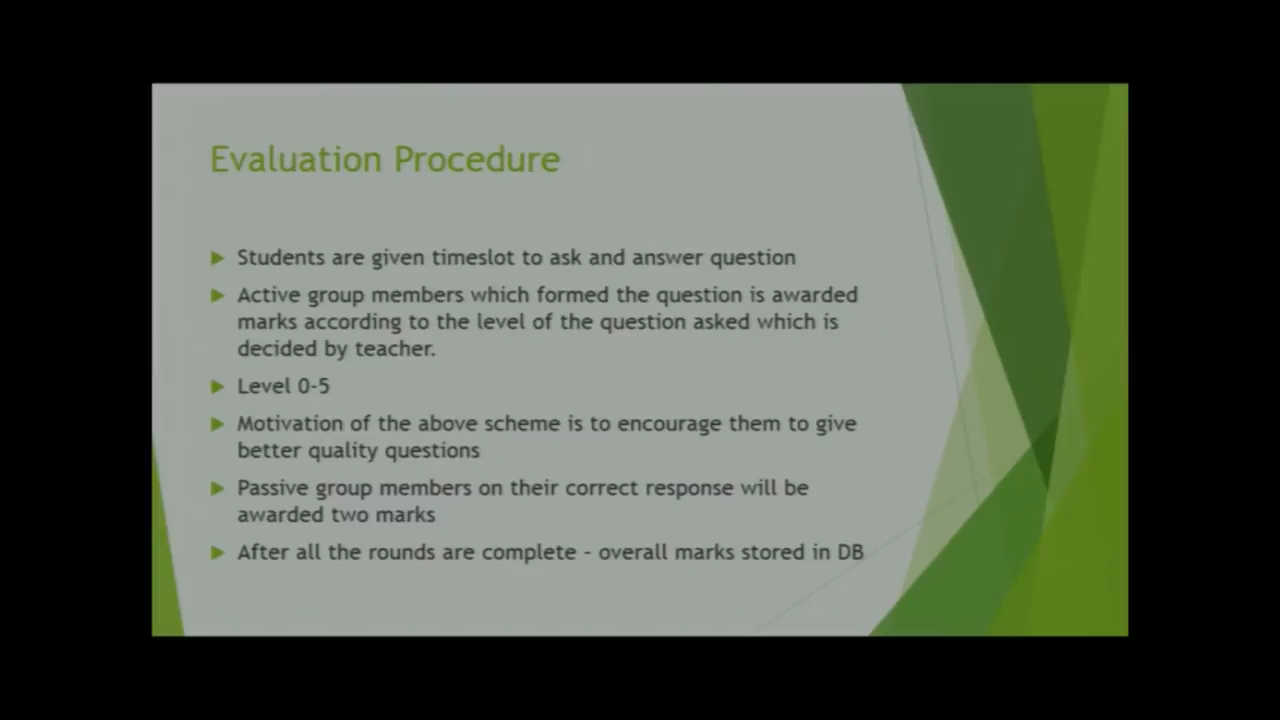 Evaluation Procedure
Students are given timeslot to ask and answer question
Active group members which formed the question is awarded
marks according to the level of the question asked which is
decided by teacher.
Level 0-5
Motivation of the above scheme is to encourage them to give
better quality questions
Passive group members on their correct response will be
awarded two marks
After all the rounds are complete – overall marks stored in DB